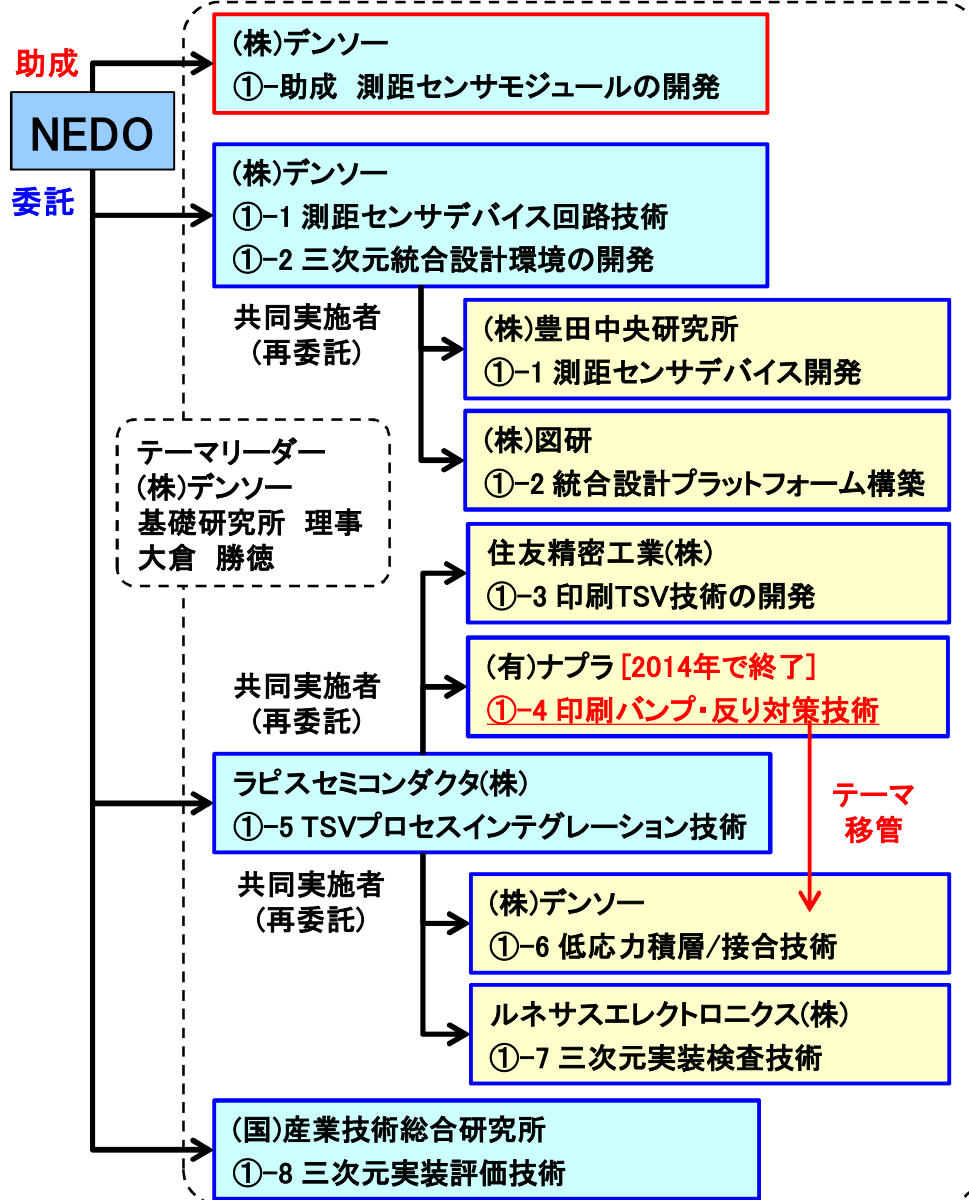 (株)デンソー
①-助成 測距センサモジュールの開発
助成
NEDO
委託
(株)デンソー
①-1 測距センサデバイス回路技術
①-2 三次元統合設計環境の開発
共同実施者
(再委託)
(株)豊田中央研究所
①-1 測距センサデバイス開発
(株)図研
①-2 統合設計プラットフォーム構築
テーマリーダー
(株)デンソー
基礎研究所 理事
大倉 勝徳
住友精密工業(株)
①-3 印刷TSV技術の開発
(有)ナプラ [2014年で終了]
①-4 印刷バンプ・反り対策技術
共同実施者
(再委託)
ラピスセミコンダクタ(株)
①-5 TSVプロセスインテグレーション技術
テーマ
移管
共同実施者
(再委託)
(株)デンソー
①-6 低応力積層/接合技術
ルネサスエレクトロニクス(株)
①-7 三次元実装検査技術
(国)産業技術総合研究所
①-8 三次元実装評価技術